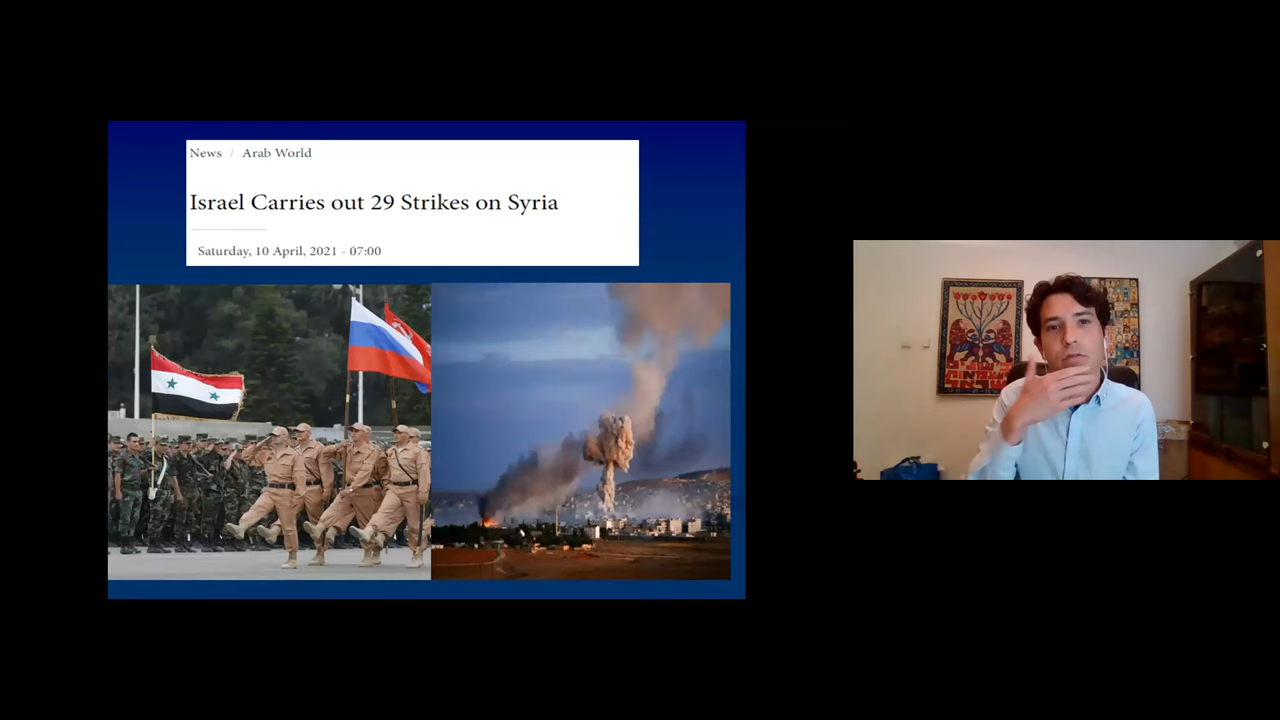 News / Arab World
Israel Carries out 29 Strikes on Syria
Saturday, 10 April, 2021 - 07:00